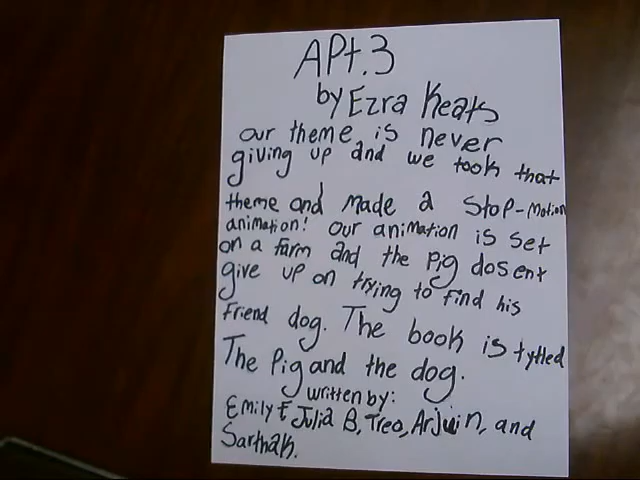 APt.3
by Ezra Keats
our theme is never
giving up and we took that
theme and made a stop-motion
animation! Our animation is set
on a farm and the pig dosent
give up on trying to find his
friend dog. The book is tytled
The Pig and the dog.
written by:
Emily F Julia B, Treo, Arjuin, and
Sarthak.